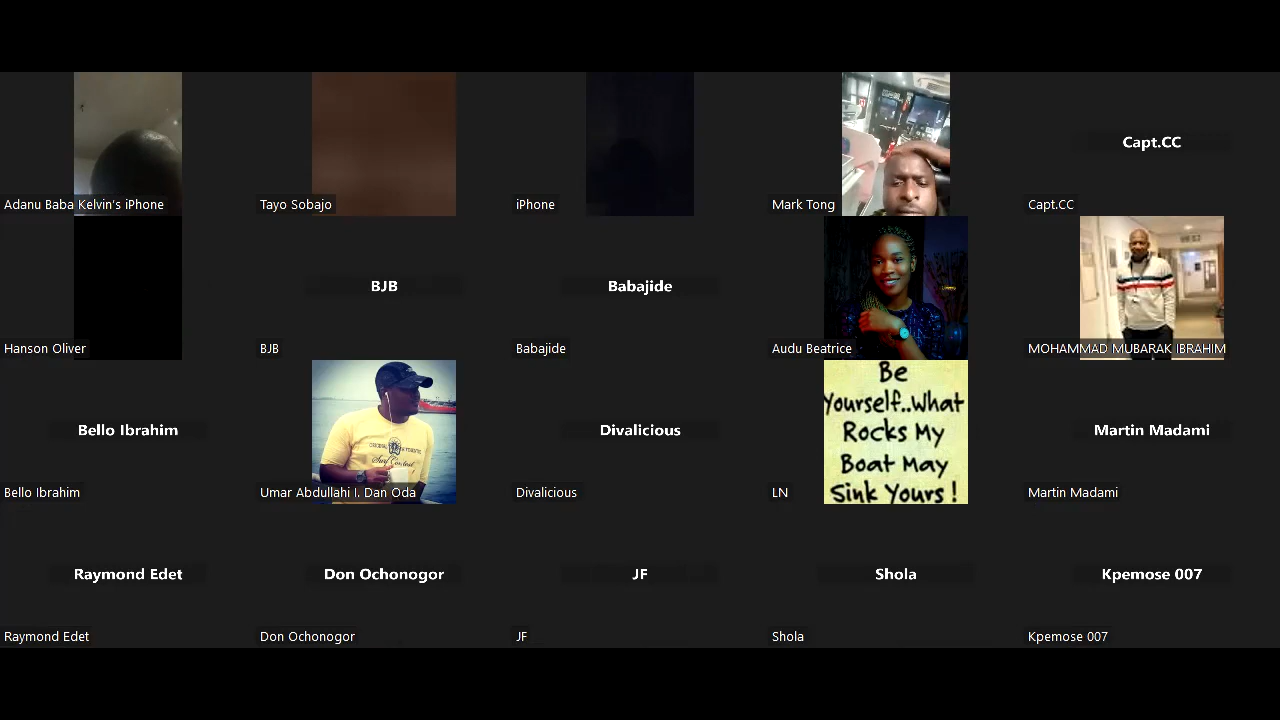 Capt.CC
Adanu Baba Kelvin's iPhone
Tayo Sobajo
iPhone
Mark Tong
Capt.CC
BJB
Babajide
Hanson Oliver
BJB
Babajide
Audu Beatrice
MOHAMMAD MUBARAK IBRAHIM
Bello Ibrahim
ORIGINAL
Surf Contest
Divalicious
Be
Yourself..What
Rocks My
Boat May
Sink Yours !
Martin Madami
Bello Ibrahim
Umar Abdullahi I. Dan Oda
Divalicious
LN
Martin Madami
Raymond Edet
Don Ochonogor
JF
Shola
Kpemose 007
Raymond Edet
Don Ochonogor
JF
Shola
Kpemose 007